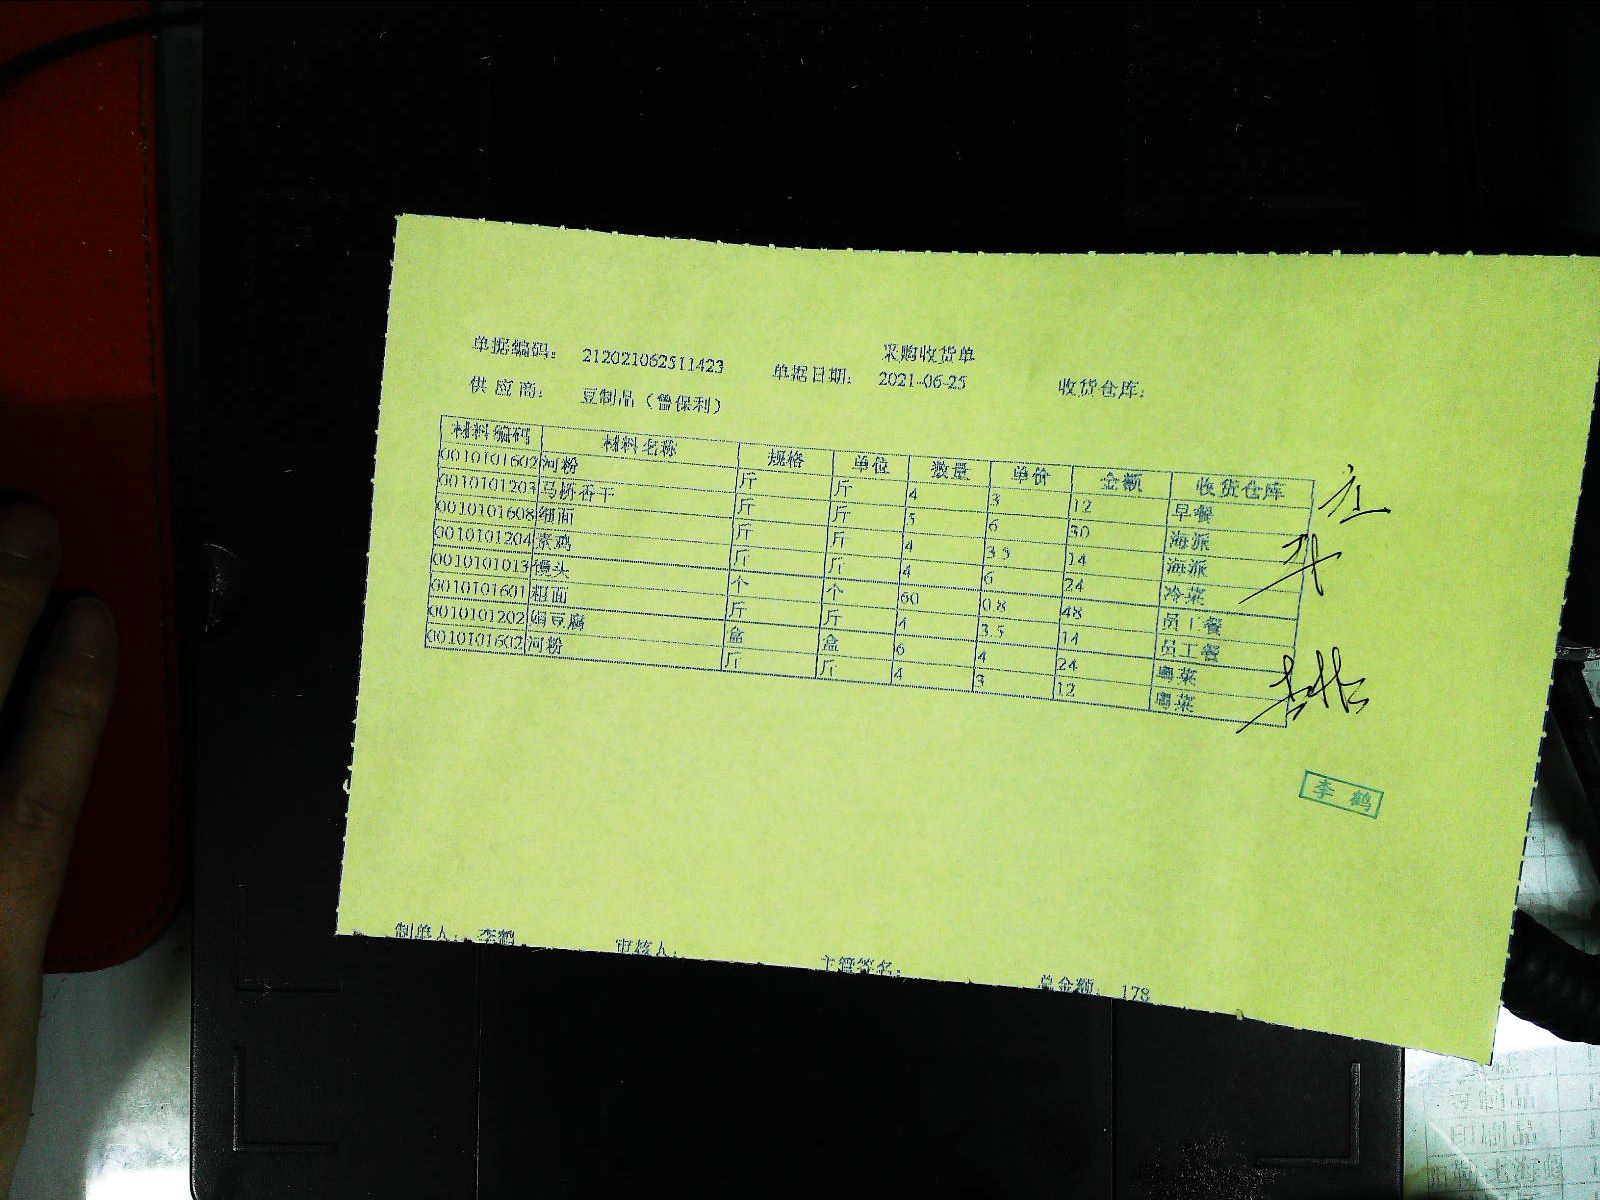 采购收货单
单据编码: 212021062511423 单据日期: 2021-06-25 收货仓库:
供应商: 豆制品(鲁保利)
材料编码 材料名称 规格 单位 数量 单价 金额 收货仓库
0010101602 河粉 斤 斤 4 3 12 早餐
0010101203 马桥香干 斤 斤 5 6 30 海派
0010101608 细面 斤 斤 4 3.5 14 海派
0010101204 素鸡 斤 斤 4 6 24 冷菜
0010101013 馒头 个 个 60 0.8 48 员工餐
0010101601 粗面 斤 斤 4 3.5 14 员工餐
0010101202 绢豆腐 盒 盒 6 4 24 粤菜
0010101602 河粉 斤 斤 4 3 12 粤菜
李鹤
制单人: 李鹤 审核人: 主管签名: 总金额: 178
豆制品
印刷品